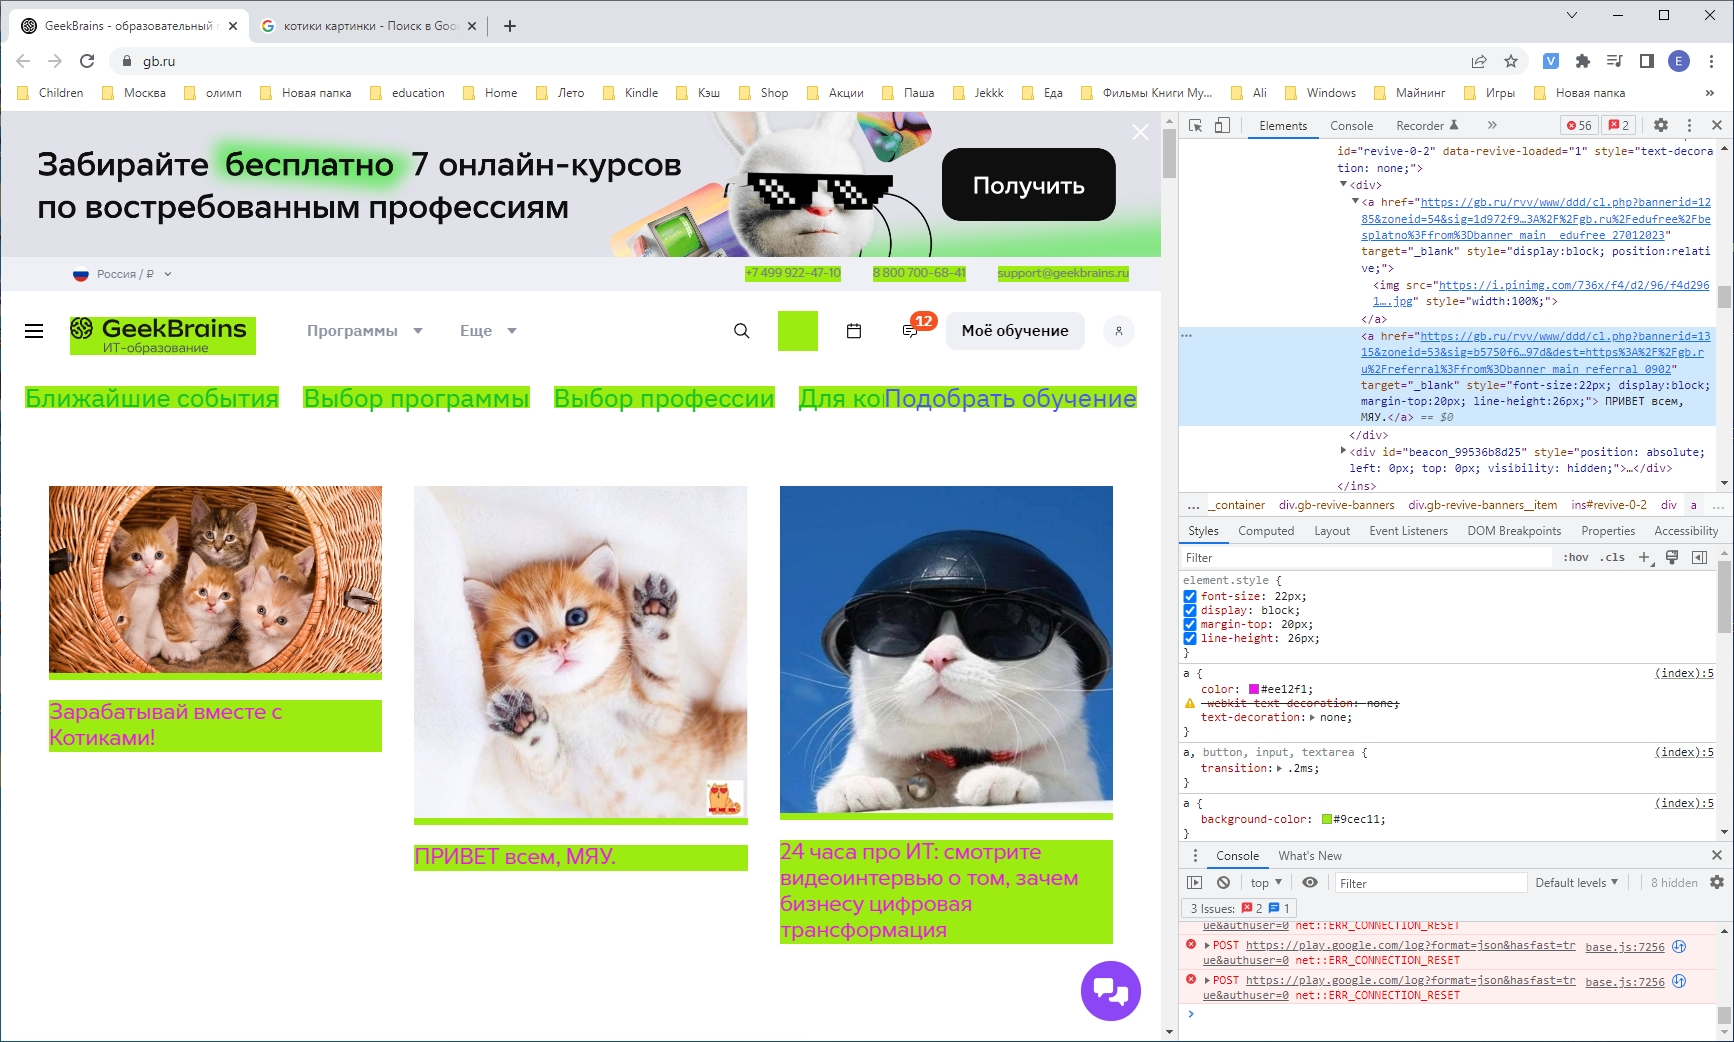 GeekBrains - образовательный
котики картинки - Поиск в Goo
gb.ru
V
E
Children
Москва
олимп
Новая папка
education
Home
Лето
Kindle
Кэш
Shop
Акции
Паша
Jekkk
Еда
Фильмы Книги Му...
Ali
Windows
Майнинг
Игры
Новая папка
»
Забирайте бесплатно 7 онлайн-курсов
по востребованным профессиям
Получить
Россия / ₽
+7 499 922-47-10
8 800 700-68-41
support@geekbrains.ru
GeekBrains
ИТ-образование
Программы
Еще
12
Моё обучение
Ближайшие события
Выбор программы
Выбор профессии
Для ко
Подобрать обучение
Зарабатывай вместе с
Котиками!
ПРИВЕТ всем, МЯУ.
24 часа про ИТ: смотрите
видеоинтервью о том, зачем
бизнесу цифровая
трансформация
Elements
Console
Recorder
»
56
2
id="revive-0-2" data-revive-loaded="1" style="text-decora
tion: none;">
<div>
<a href="https://gb.ru/rvv/www/ddd/cl.php?bannerid=12
85&zoneid=54&sig=1d972f9…3A%2F%2Fgb.ru%2Fedufree%2Fbe
splatno%3Ffrom%3Dbanner_main__edufree_27012023"
target="_blank" style="display:block; position:relati
ve;">
<img src="https://i.pinimg.com/736x/f4/d2/96/f4d296
1….jpg" style="width:100%;">
</a>
<a href="https://gb.ru/rvv/www/ddd/cl.php?bannerid=13
15&zoneid=53&sig=b5750f6…97d&dest=https%3A%2F%2Fgb.r
u%2Freferral%3Ffrom%3Dbanner_main_referral_0902"
target="_blank" style="font-size:22px; display:block;
margin-top:20px; line-height:26px;"> ПРИВЕТ всем,
МЯУ.</a> == $0
</div>
<div id="beacon_99536b8d25" style="position: absolute;
left: 0px; top: 0px; visibility: hidden;">…</div>
</ins>
… _container div.gb-revive-banners div.gb-revive-banners__item ins#revive-0-2 div a …
Styles
Computed
Layout
Event Listeners
DOM Breakpoints
Properties
Accessibility
Filter
:hov .cls
element.style {
font-size: 22px;
display: block;
margin-top: 20px;
line-height: 26px;
}
a { (index):5
color: #ee12f1;
-webkit-text-decoration: none;
text-decoration: none;
}
a, button, input, textarea { (index):5
transition: .2ms;
}
a { (index):5
background-color: #9cec11;
}
Console
What's New
top
Filter
Default levels
8 hidden
3 Issues: 2 1
ue&authuser=0 net::ERR_CONNECTION_RESET
POST https://play.google.com/log?format=json&hasfast=tr base.js:7256
ue&authuser=0 net::ERR_CONNECTION_RESET
POST https://play.google.com/log?format=json&hasfast=tr base.js:7256
ue&authuser=0 net::ERR_CONNECTION_RESET